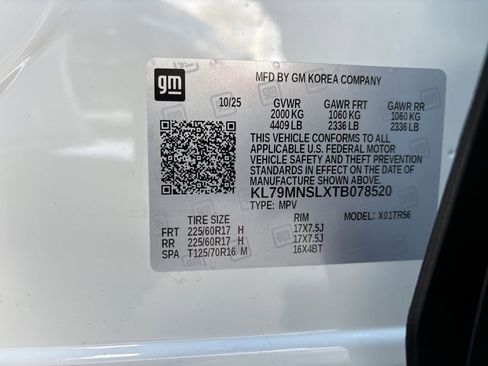 gm
MFD BY GM KOREA COMPANY
10/25 GVWR GAWR FRT GAWR RR
2000 KG 1060 KG 1060 KG
4409 LB 2336 LB 2336 LB
THIS VEHICLE CONFORMS TO ALL
APPLICABLE U.S. FEDERAL MOTOR
VEHICLE SAFETY AND THEFT PREVENTION
STANDARDS IN EFFECT ON THE DATE OF
MANUFACTURE SHOWN ABOVE.
KL79MNSLXTB078520
TYPE: MPV MODEL: X01TR56
TIRE SIZE RIM
FRT 225/60R17 H 17X7.5J
RR 225/60R17 H 17X7.5J
SPA T125/70R16 M 16X4BT